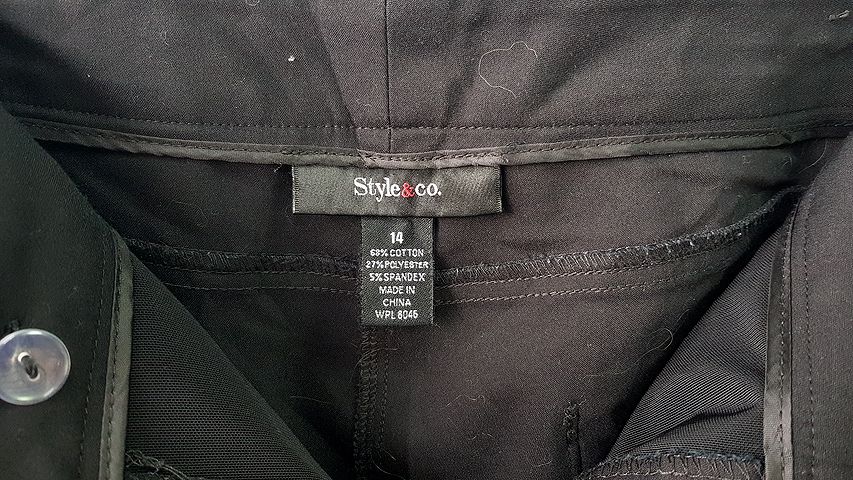 Style&co.
14
68% COTTON
27% POLYESTER
5% SPANDEX
MADE IN
CHINA
WPL 8046